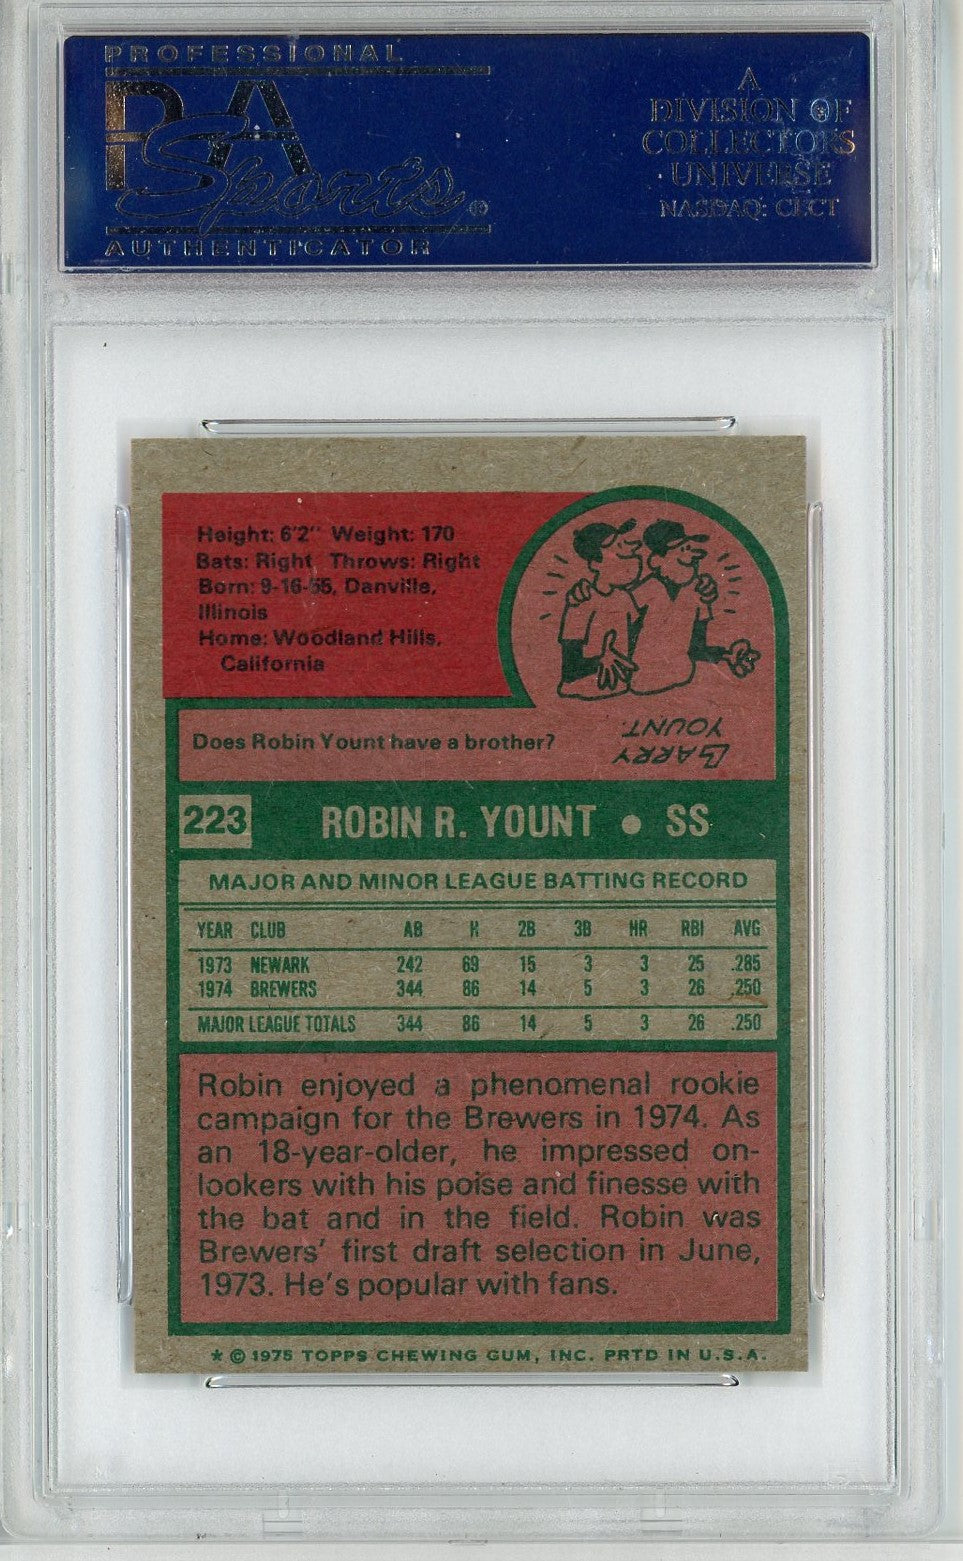 PROFESSIONAL
PSA
Sports®
AUTHENTICATOR
A
DIVISION OF
COLLECTORS
UNIVERSE
NASDAQ: CLCT
Height: 6'2" Weight: 170
Bats: Right Throws: Right
Born: 9-16-55, Danville,
Illinois
Home: Woodland Hills,
California
Does Robin Yount have a brother?
LARRY
YOUNT.
223 ROBIN R. YOUNT • SS
MAJOR AND MINOR LEAGUE BATTING RECORD
YEAR CLUB AB H 2B 3B HR RBI AVG
1973 NEWARK 242 69 15 3 3 25 .285
1974 BREWERS 344 86 14 5 3 26 .250
MAJOR LEAGUE TOTALS 344 86 14 5 3 26 .250
Robin enjoyed a phenomenal rookie
campaign for the Brewers in 1974. As
an 18-year-older, he impressed on-
lookers with his poise and finesse with
the bat and in the field. Robin was
Brewers' first draft selection in June,
1973. He's popular with fans.
* © 1975 TOPPS CHEWING GUM, INC. PRTD IN U.S.A.